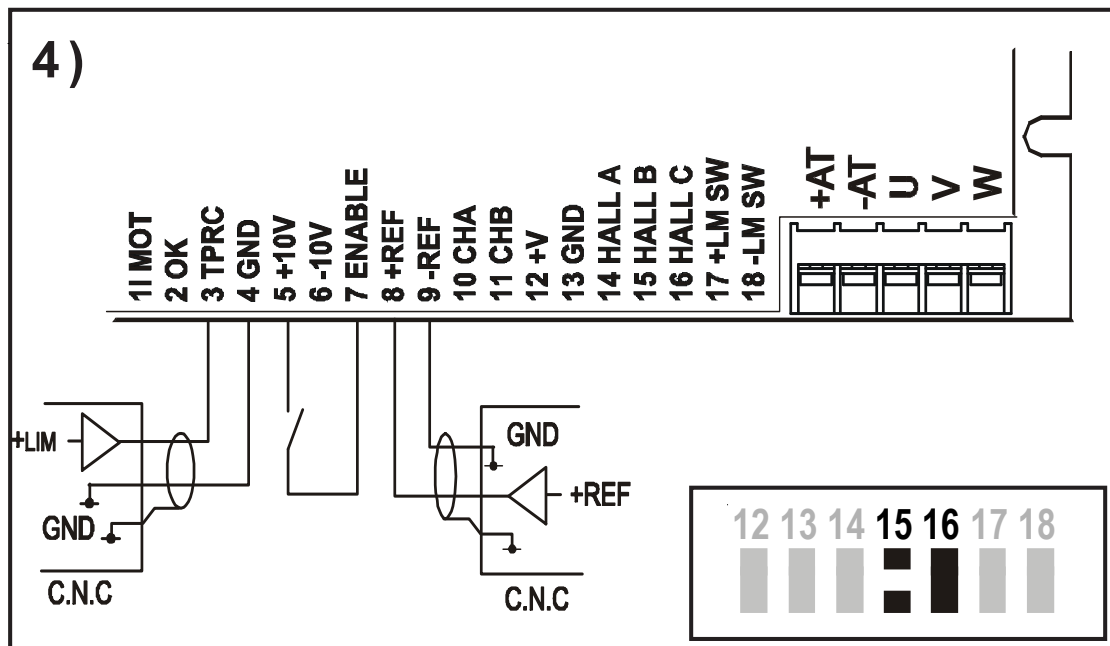 4)
1I MOT
2 OK
3 TPRC
4 GND
5 +10V
6 -10V
7 ENABLE
8 +REF
9 -REF
10 CHA
11 CHB
12 +V
13 GND
14 HALL A
15 HALL B
16 HALL C
17 +LM SW
18 -LM SW
+AT
-AT
U
V
W
+LIM
GND
C.N.C
GND
+REF
C.N.C
12 13 14 15 16 17 18